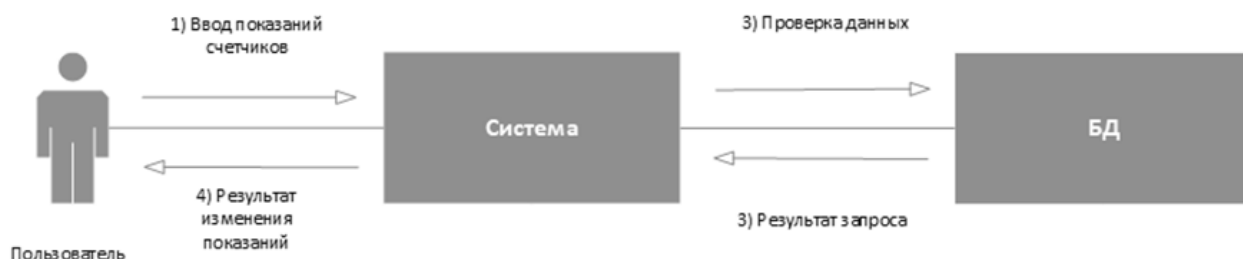 1) Ввод показаний
счетчиков
3) Проверка данных
Система
БД
4) Результат
изменения
показаний
3) Результат запроса
Пользователь